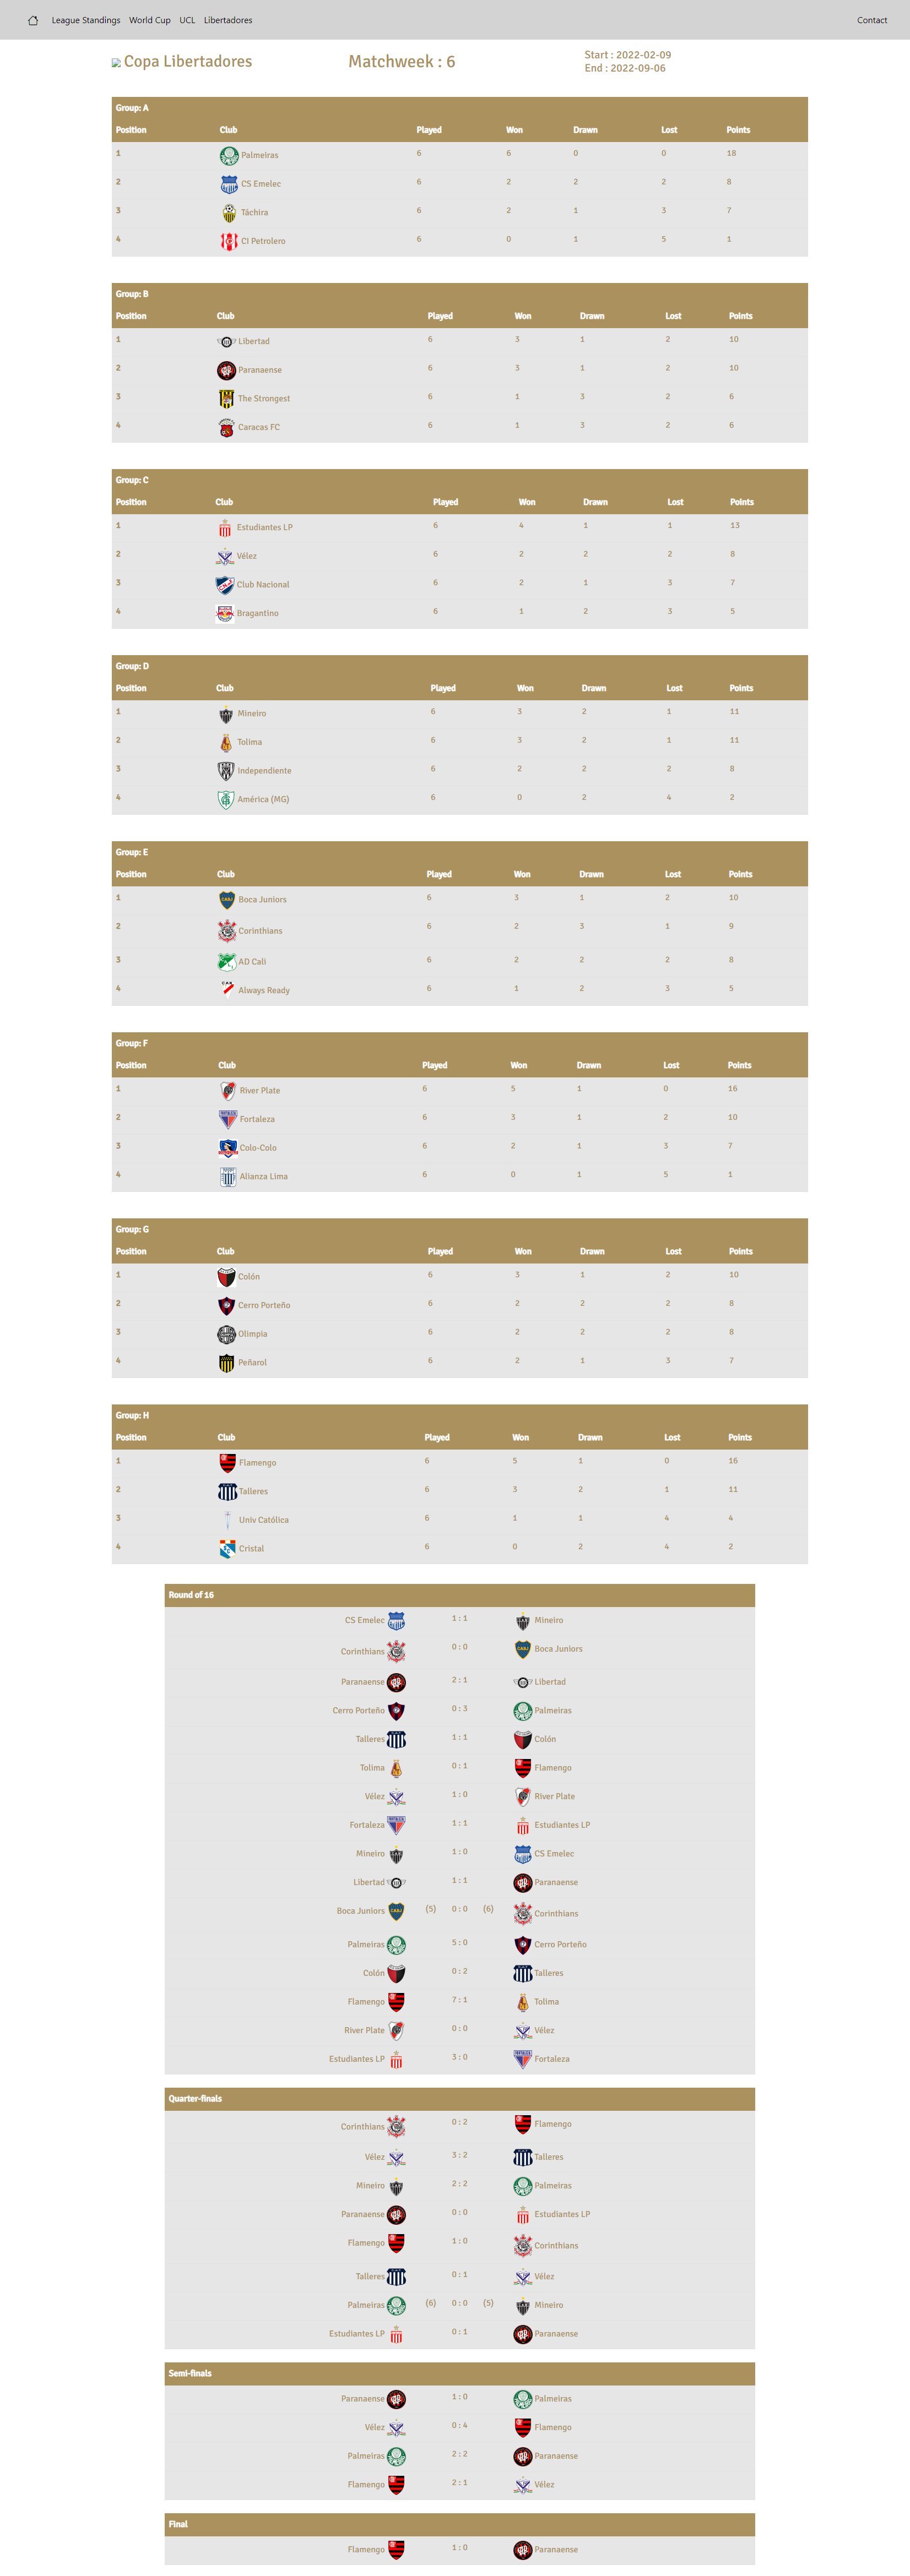 League Standings World Cup UCL Libertadores Contact
Copa Libertadores Matchweek : 6 Start : 2022-02-09
End : 2022-09-06
Group: A
Position Club Played Won Drawn Lost Points
1 Palmeiras 6 6 0 0 18
2 CS Emelec 6 2 2 2 8
3 Táchira 6 2 1 3 7
4 CI Petrolero 6 0 1 5 1
Group: B
Position Club Played Won Drawn Lost Points
1 Libertad 6 3 1 2 10
2 Paranaense 6 3 1 2 10
3 The Strongest 6 1 3 2 6
4 Caracas FC 6 1 3 2 6
Group: C
Position Club Played Won Drawn Lost Points
1 Estudiantes LP 6 4 1 1 13
2 Vélez 6 2 2 2 8
3 Club Nacional 6 2 1 3 7
4 Bragantino 6 1 2 3 5
Group: D
Position Club Played Won Drawn Lost Points
1 Mineiro 6 3 2 1 11
2 Tolima 6 3 2 1 11
3 Independiente 6 2 2 2 8
4 América (MG) 6 0 2 4 2
Group: E
Position Club Played Won Drawn Lost Points
1 Boca Juniors 6 3 1 2 10
2 Corinthians 6 2 3 1 9
3 AD Cali 6 2 2 2 8
4 Always Ready 6 1 2 3 5
Group: F
Position Club Played Won Drawn Lost Points
1 River Plate 6 5 1 0 16
2 Fortaleza 6 3 1 2 10
3 Colo-Colo 6 2 1 3 7
4 Alianza Lima 6 0 1 5 1
Group: G
Position Club Played Won Drawn Lost Points
1 Colón 6 3 1 2 10
2 Cerro Porteño 6 2 2 2 8
3 Olimpia 6 2 2 2 8
4 Peñarol 6 2 1 3 7
Group: H
Position Club Played Won Drawn Lost Points
1 Flamengo 6 5 1 0 16
2 Talleres 6 3 2 1 11
3 Univ Católica 6 1 1 4 4
4 Cristal 6 0 2 4 2
Round of 16
CS Emelec 1 : 1 Mineiro
Corinthians 0 : 0 Boca Juniors
Paranaense 2 : 1 Libertad
Cerro Porteño 0 : 3 Palmeiras
Talleres 1 : 1 Colón
Tolima 0 : 1 Flamengo
Vélez 1 : 0 River Plate
Fortaleza 1 : 1 Estudiantes LP
Mineiro 1 : 0 CS Emelec
Libertad 1 : 1 Paranaense
Boca Juniors (5) 0 : 0 (6) Corinthians
Palmeiras 5 : 0 Cerro Porteño
Colón 0 : 2 Talleres
Flamengo 7 : 1 Tolima
River Plate 0 : 0 Vélez
Estudiantes LP 3 : 0 Fortaleza
Quarter-finals
Corinthians 0 : 2 Flamengo
Vélez 3 : 2 Talleres
Mineiro 2 : 2 Palmeiras
Paranaense 0 : 0 Estudiantes LP
Flamengo 1 : 0 Corinthians
Talleres 0 : 1 Vélez
Palmeiras (6) 0 : 0 (5) Mineiro
Estudiantes LP 0 : 1 Paranaense
Semi-finals
Paranaense 1 : 0 Palmeiras
Vélez 0 : 4 Flamengo
Palmeiras 2 : 2 Paranaense
Flamengo 2 : 1 Vélez
Final
Flamengo 1 : 0 Paranaense